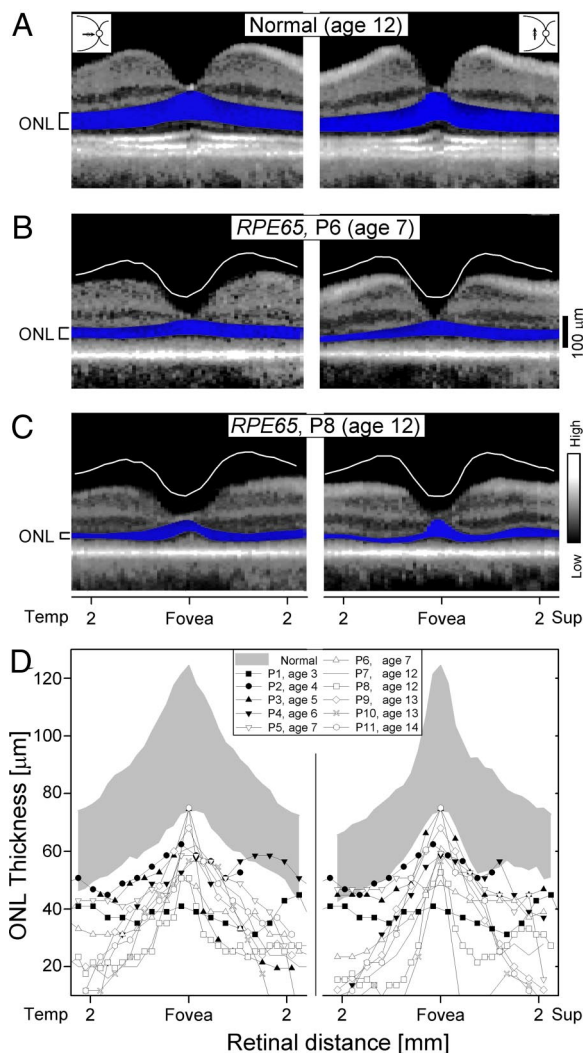 A
Normal (age 12)
ONL
B
RPE65, P6 (age 7)
ONL
100 µm
C
RPE65, P8 (age 12)
ONL
High
Low
Temp 2 Fovea 2 2 Fovea 2 Sup
D
ONL Thickness [µm]
120
100
80
60
40
20
Normal
P1, age 3
P2, age 4
P3, age 5
P4, age 6
P5, age 7
P6, age 7
P7, age 12
P8, age 12
P9, age 13
P10, age 13
P11, age 14
Temp 2 Fovea 2 2 Fovea 2 Sup
Retinal distance [mm]